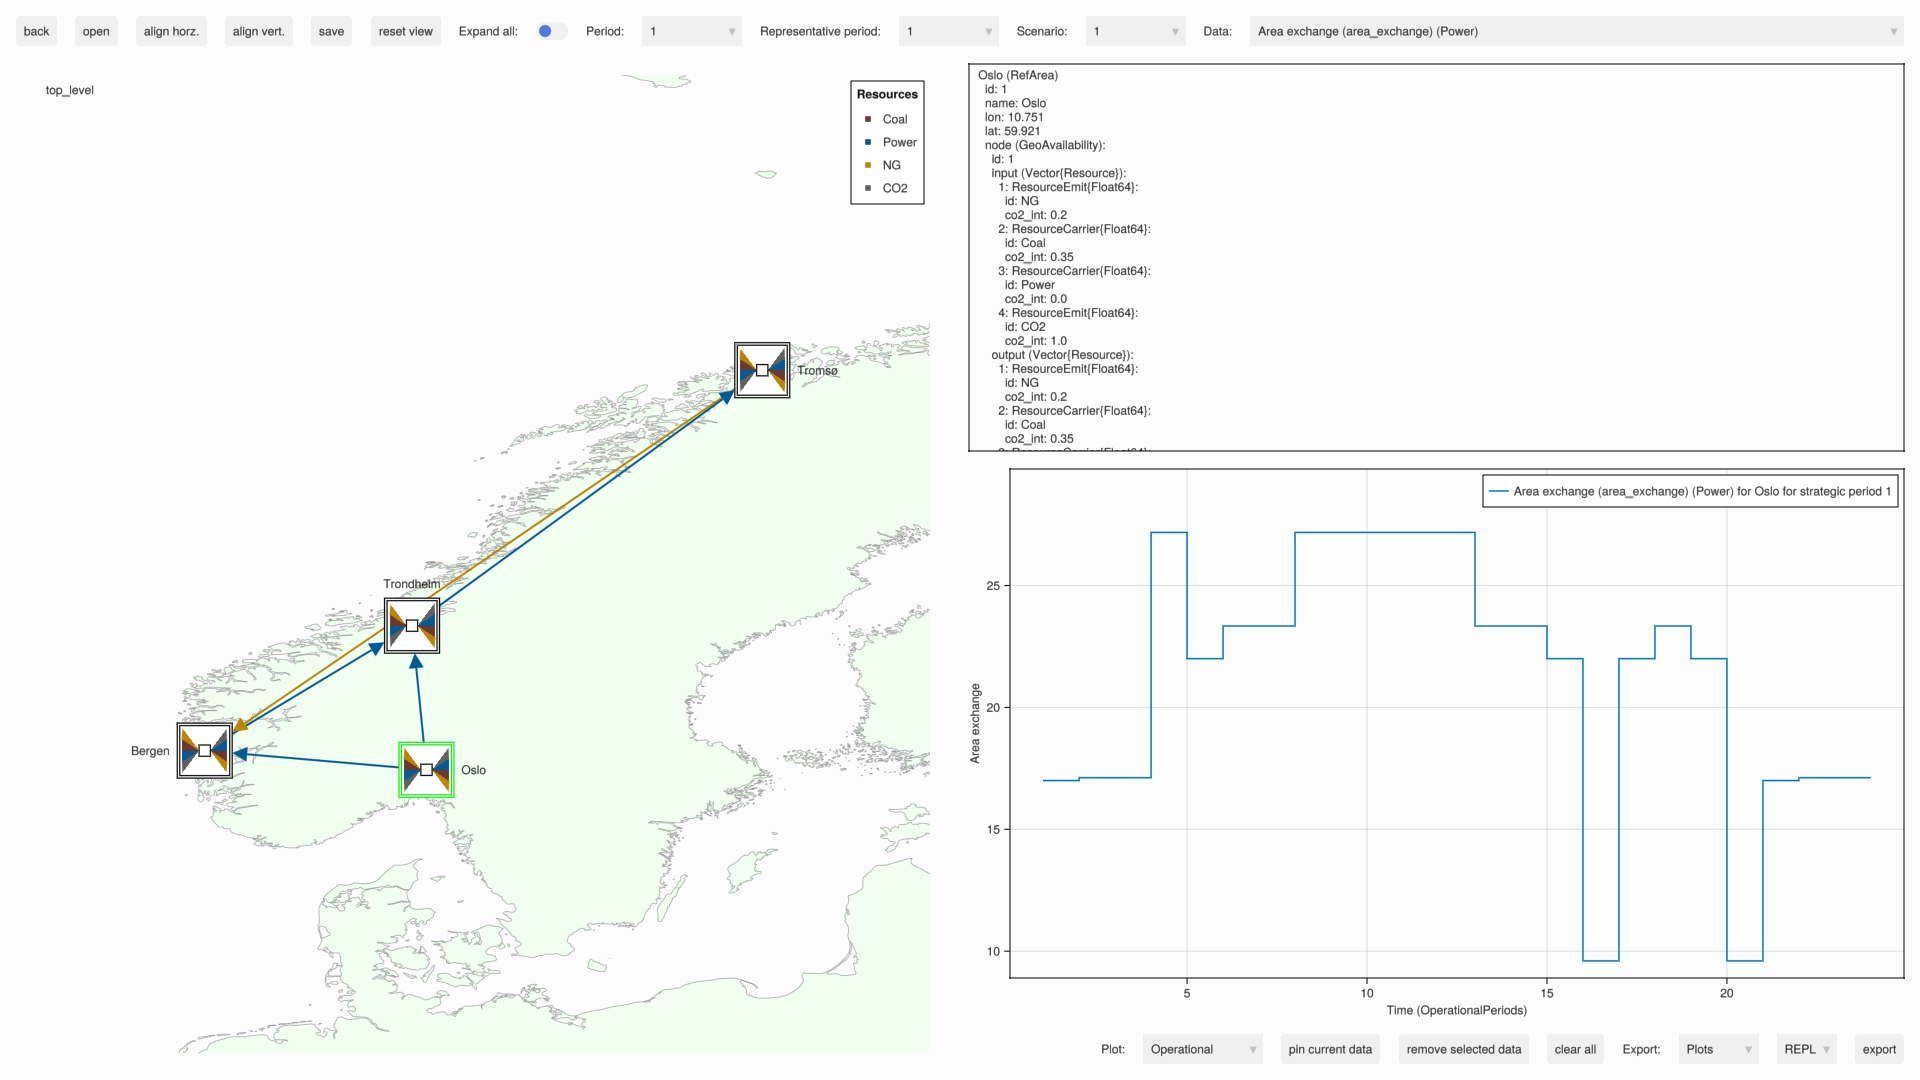 back open align horz. align vert. save reset view Expand all: Period: 1 Representative period: 1 Scenario: 1 Data: Area exchange (area_exchange) (Power)
top_level
Resources
Coal
Power
NG
CO2
Tromsø
Trondheim
Bergen
Oslo
Oslo (RefArea)
id: 1
name: Oslo
lon: 10.751
lat: 59.921
node (GeoAvailability):
id: 1
input (Vector{Resource}):
1: ResourceEmit{Float64}:
id: NG
co2_int: 0.2
2: ResourceCarrier{Float64}:
id: Coal
co2_int: 0.35
3: ResourceCarrier{Float64}:
id: Power
co2_int: 0.0
4: ResourceEmit{Float64}:
id: CO2
co2_int: 1.0
output (Vector{Resource}):
1: ResourceEmit{Float64}:
id: NG
co2_int: 0.2
2: ResourceCarrier{Float64}:
id: Coal
co2_int: 0.35
Area exchange (area_exchange) (Power) for Oslo for strategic period 1
Area exchange
25
20
15
10
5 10 15 20
Time (OperationalPeriods)
Plot: Operational pin current data remove selected data clear all Export: Plots REPL export